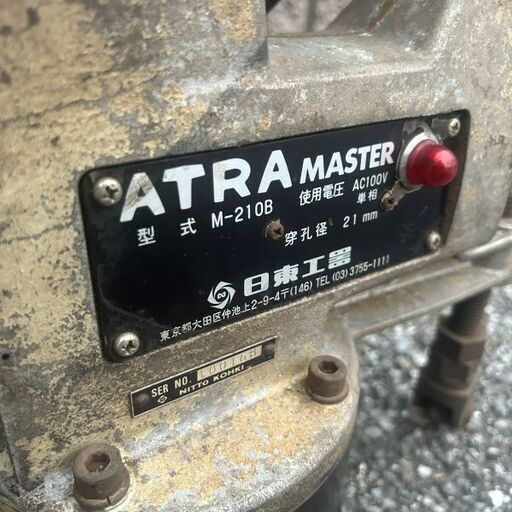 ATRA MASTER
型式 M-210B 使用電圧 AC100V
単相
穿孔径 21mm
日東工器
東京都大田区仲池上2-9-4〒(146) TEL (03) 3755-1111
SER NO.
NITTO KOHKI